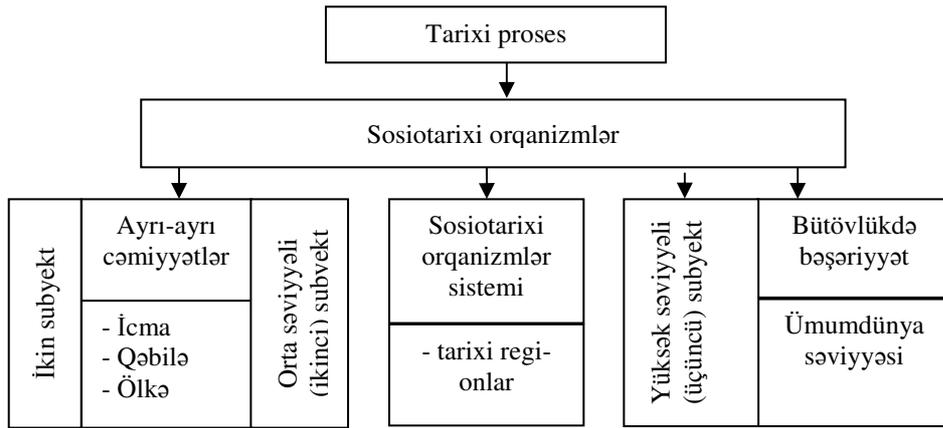 Tarixi proses
Sosiotarixi orqanizmlər
İkin subyekt
Ayrı-ayrı
cəmiyyətlər
- İcma
- Qəbilə
- Ölkə
Orta səviyyəli
(ikinci) subvekt
Sosiotarixi
orqanizmlər
sistemi
- tarixi regi-
onlar
Yüksək səviyyəli
(üçüncü) subyekt
Bütövlükdə
bəşəriyyət
Ümumdünya
səviyyəsi